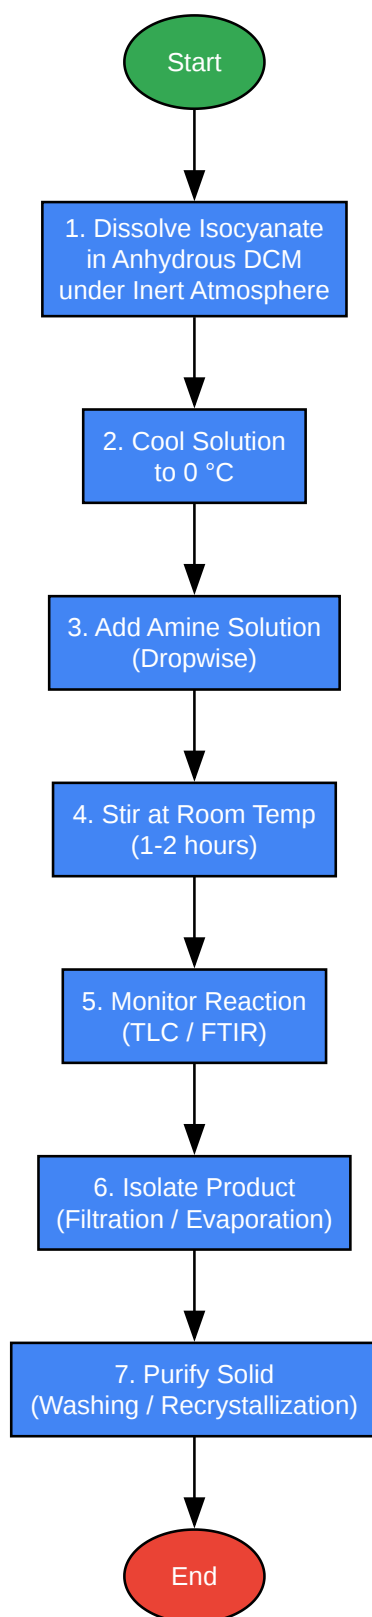 Start
1. Dissolve Isocyanate
in Anhydrous DCM
under Inert Atmosphere
2. Cool Solution
to 0 °C
3. Add Amine Solution
(Dropwise)
4. Stir at Room Temp
(1-2 hours)
5. Monitor Reaction
(TLC / FTIR)
6. Isolate Product
(Filtration / Evaporation)
7. Purify Solid
(Washing / Recrystallization)
End